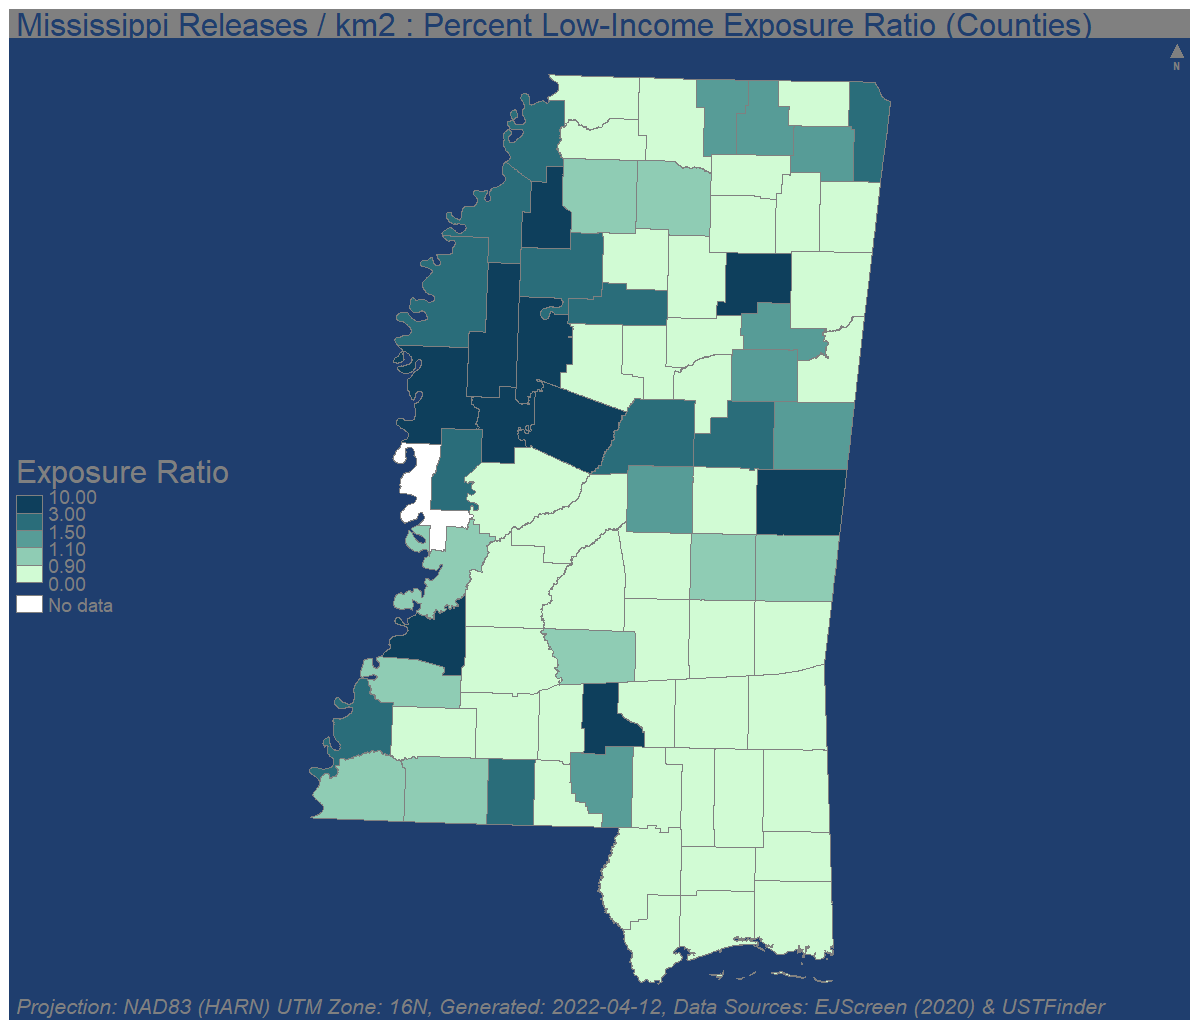 Mississippi Releases / km2 : Percent Low-Income Exposure Ratio (Counties)
N
Exposure Ratio
10.00
3.00
1.50
1.10
0.90
0.00
No data
Projection: NAD83 (HARN) UTM Zone: 16N, Generated: 2022-04-12, Data Sources: EJScreen (2020) & USTFinder